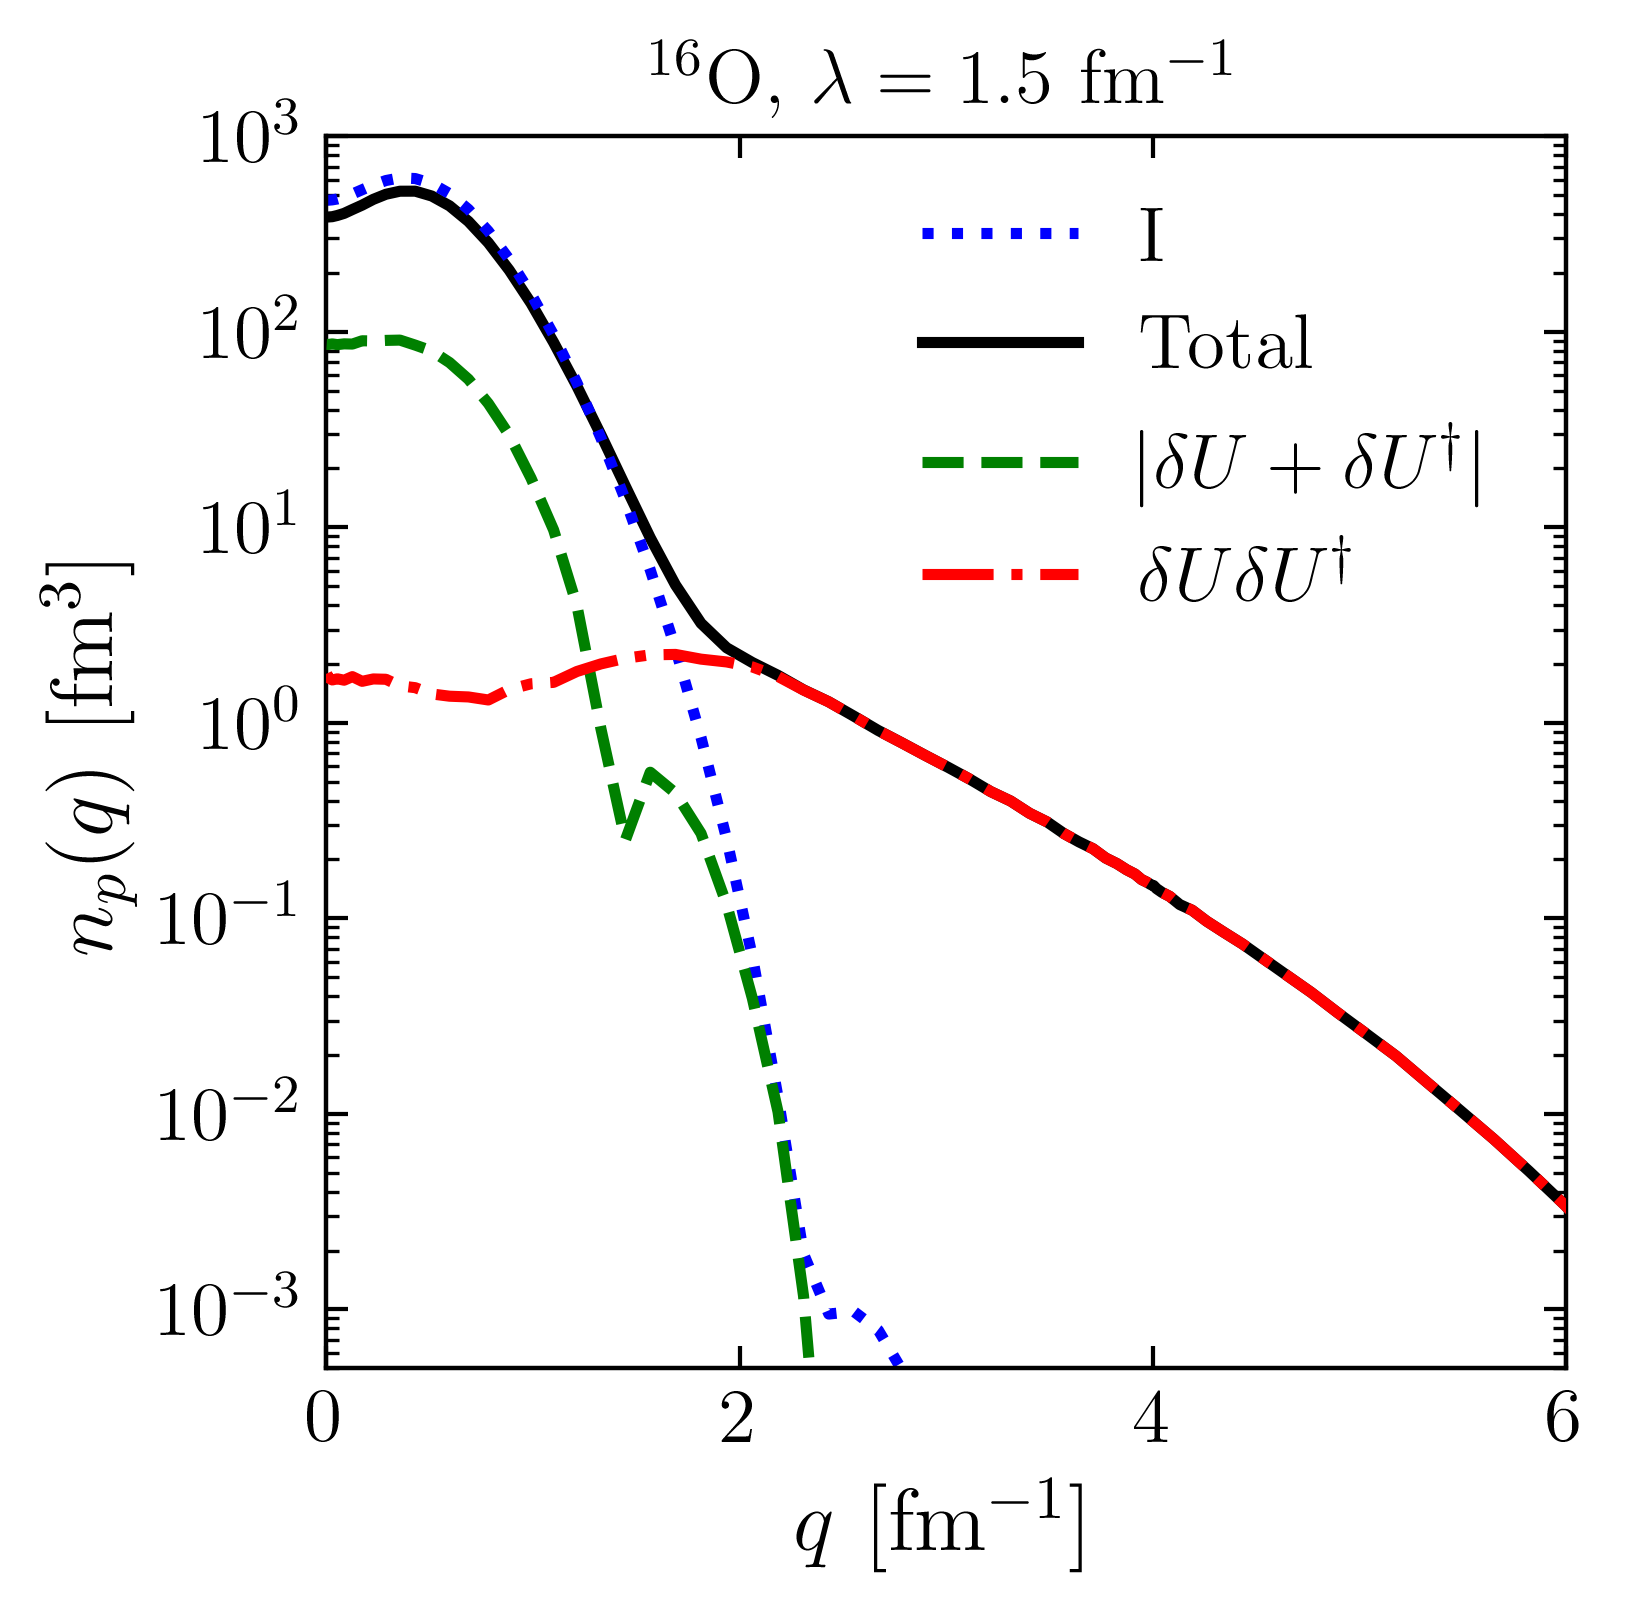 ¹⁶O, λ = 1.5 fm⁻¹
n_p(q) [fm³]
10³
10²
10¹
10⁰
10⁻¹
10⁻²
10⁻³
I
Total
|δU + δU†|
δUδU†
0 2 4 6
q [fm⁻¹]